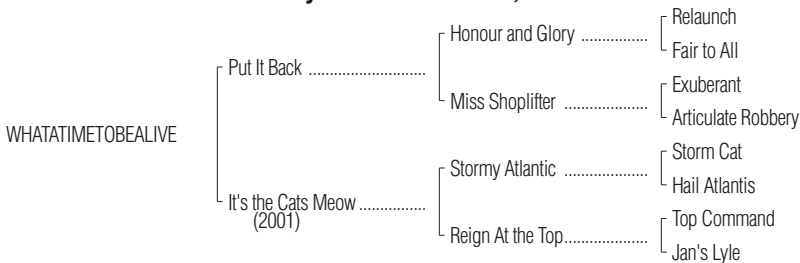 Relaunch
Honour and Glory ................
Fair to All
Put It Back ............................
Exuberant
Miss Shoplifter ....................
Articulate Robbery
WHATATIMETOBEALIVE
Storm Cat
Stormy Atlantic ....................
Hail Atlantis
It's the Cats Meow ................
(2001)
Top Command
Reign At the Top....................
Jan's Lyle